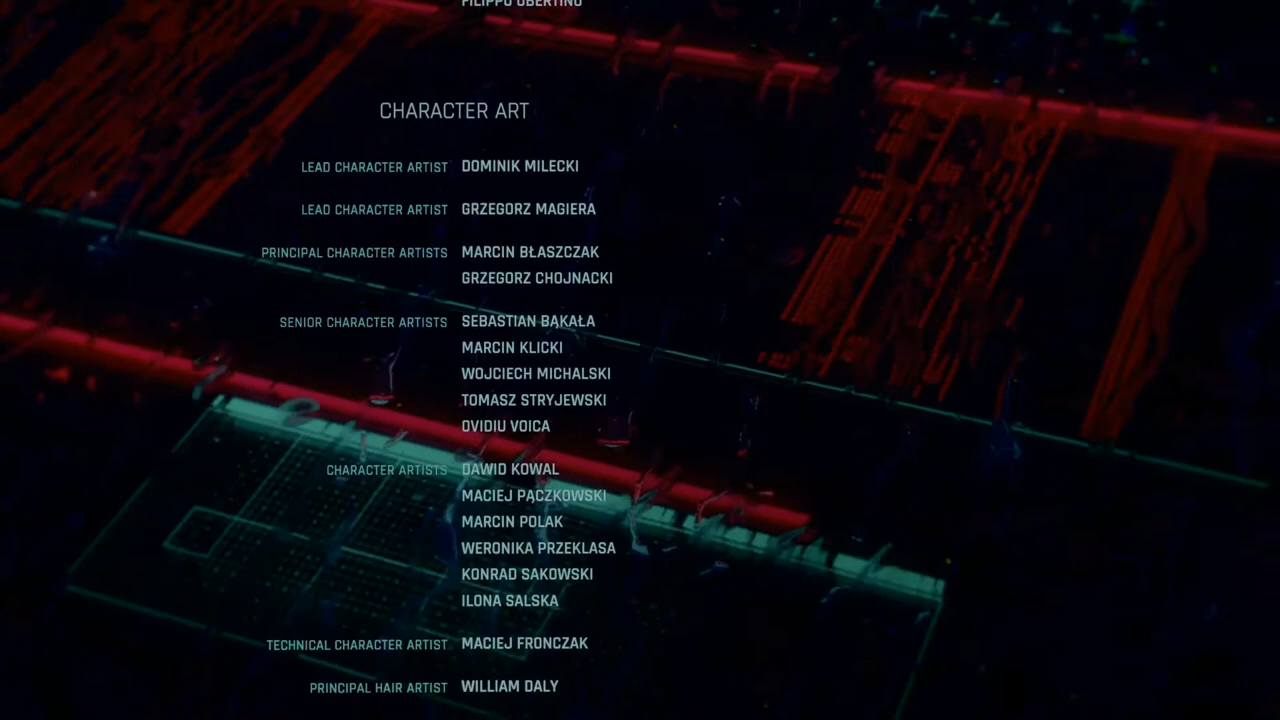 FILIPPO UBERTINO
CHARACTER ART
LEAD CHARACTER ARTIST DOMINIK MILECKI
LEAD CHARACTER ARTIST GRZEGORZ MAGIERA
PRINCIPAL CHARACTER ARTISTS MARCIN BŁASZCZAK
GRZEGORZ CHOJNACKI
SENIOR CHARACTER ARTISTS SEBASTIAN BĄKAŁA
MARCIN KLICKI
WOJCIECH MICHALSKI
TOMASZ STRYJEWSKI
OVIDIU VOICA
CHARACTER ARTISTS DAWID KOWAL
MACIEJ PĄCZKOWSKI
MARCIN POLAK
WERONIKA PRZEKLASA
KONRAD SAKOWSKI
ILONA SALSKA
TECHNICAL CHARACTER ARTIST MACIEJ FRONCZAK
PRINCIPAL HAIR ARTIST WILLIAM DALY